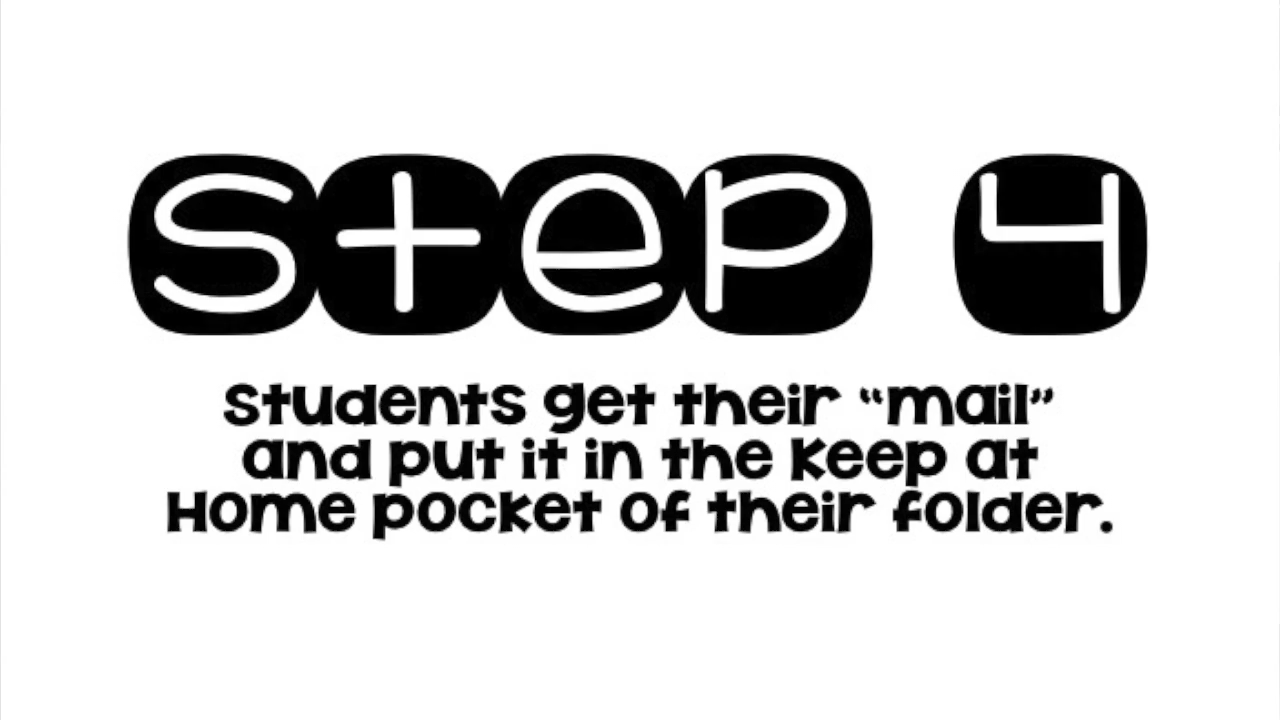 Step 4
Students get their “mail”
and put it in the Keep at
Home pocket of their folder.